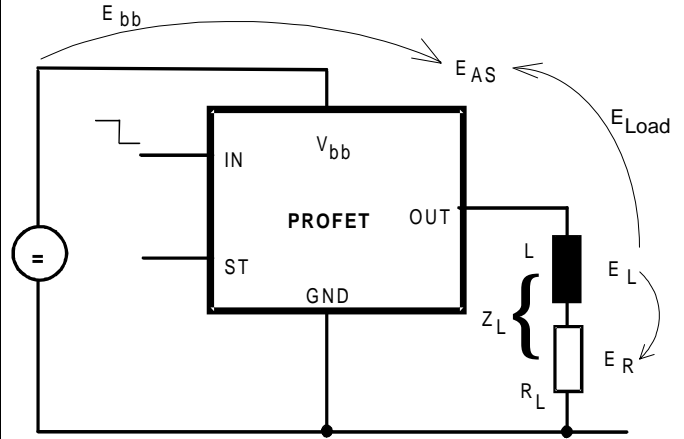 E bb
E AS
E Load
V bb
IN
PROFET
OUT
ST
GND
L
E L
Z L {
E R
R L
=